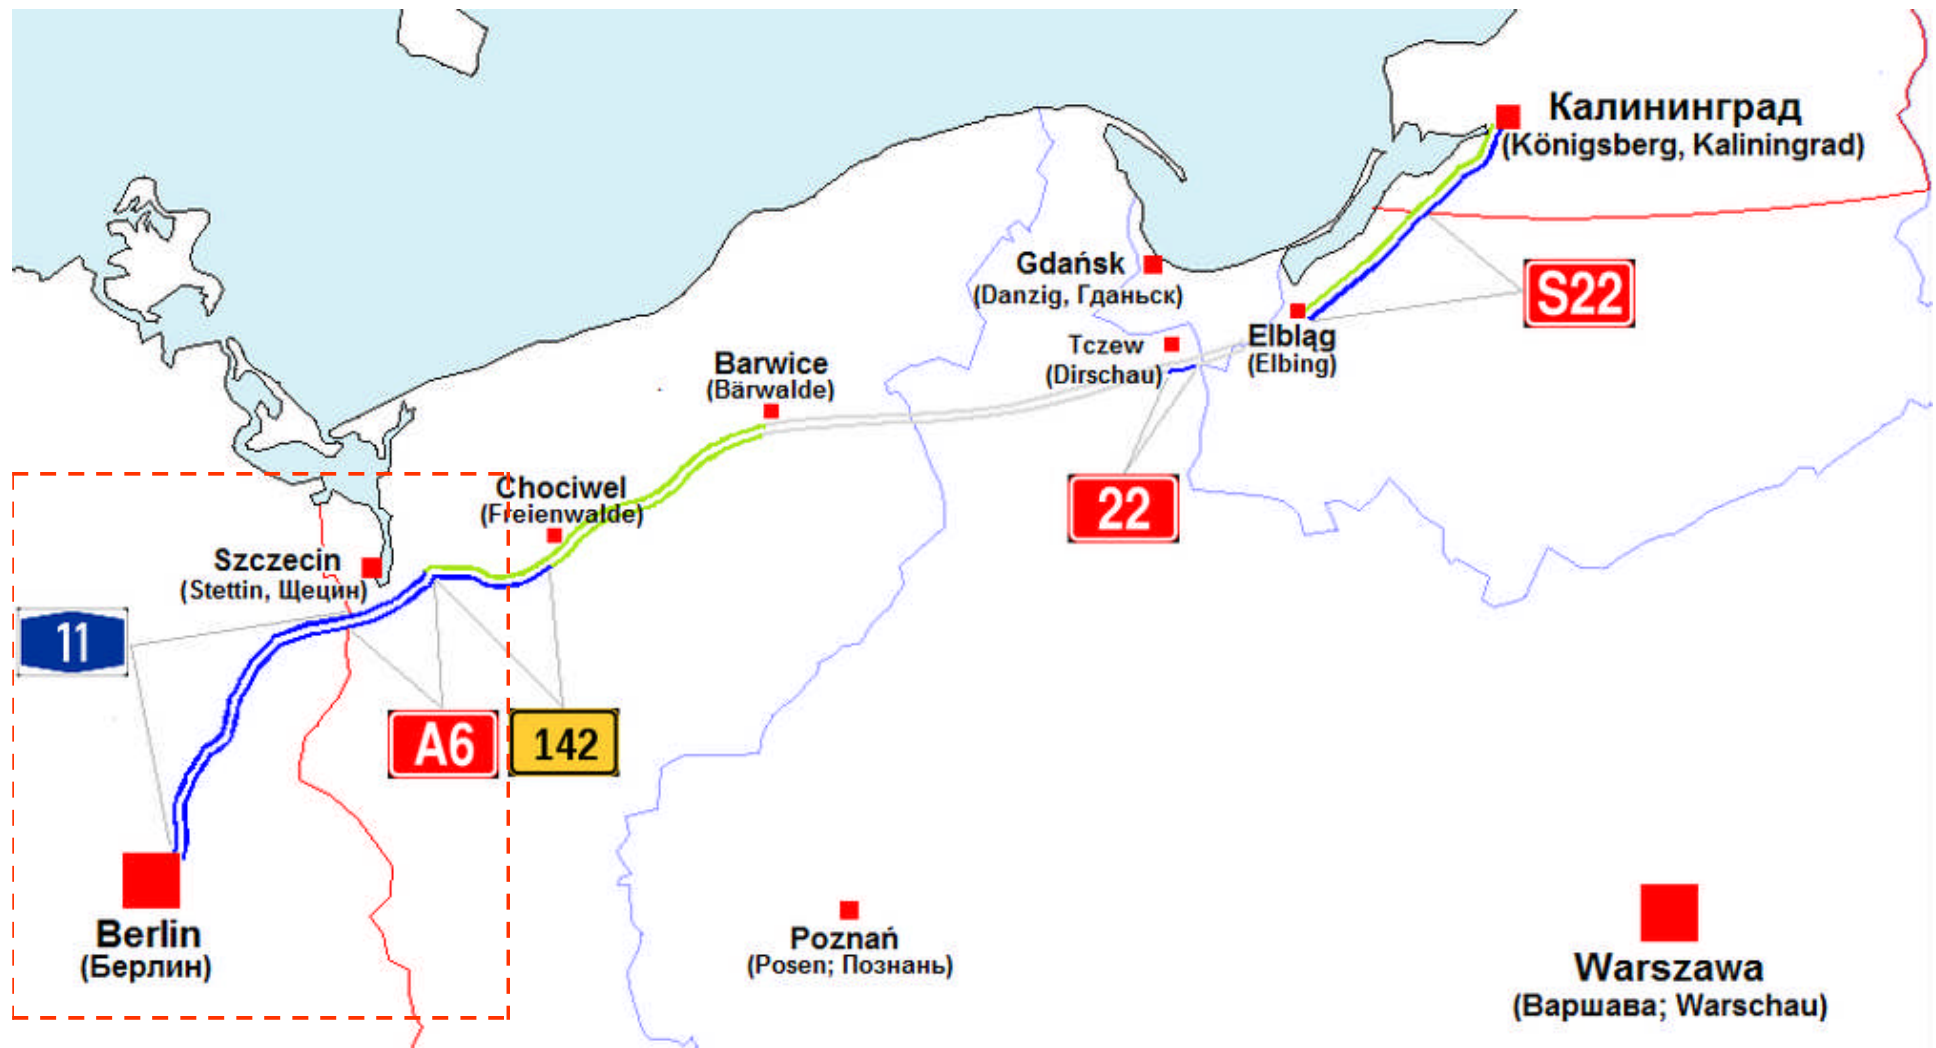 Калининград
(Königsberg, Kaliningrad)
Gdańsk
(Danzig, Гданьск)
S22
Elbląg
(Elbing)
Tczew
(Dirschau)
Barwice
(Bärwalde)
22
Chociwel
(Freienwalde)
Szczecin
(Stettin, Щецин)
11
A6
142
Berlin
(Берлин)
Poznań
(Posen; Познань)
Warszawa
(Варшава; Warschau)